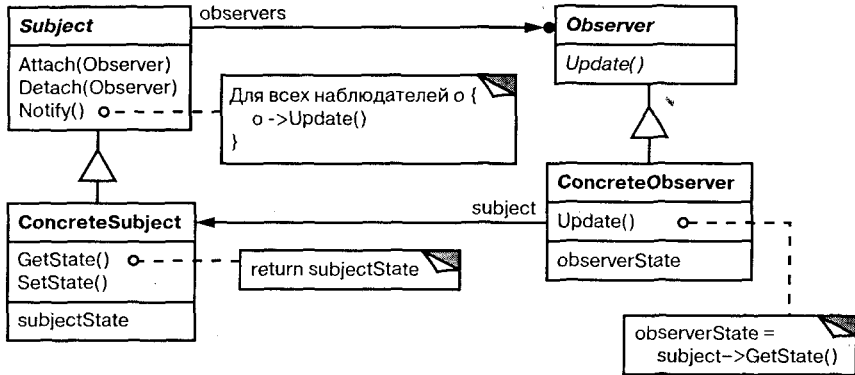 Subject
Attach(Observer)
Detach(Observer)
Notify()
observers
Observer
Update()
Для всех наблюдателей o {
o ->Update()
}
ConcreteSubject
GetState()
SetState()
subjectState
return subjectState
subject
ConcreteObserver
Update()
observerState
observerState =
subject->GetState()